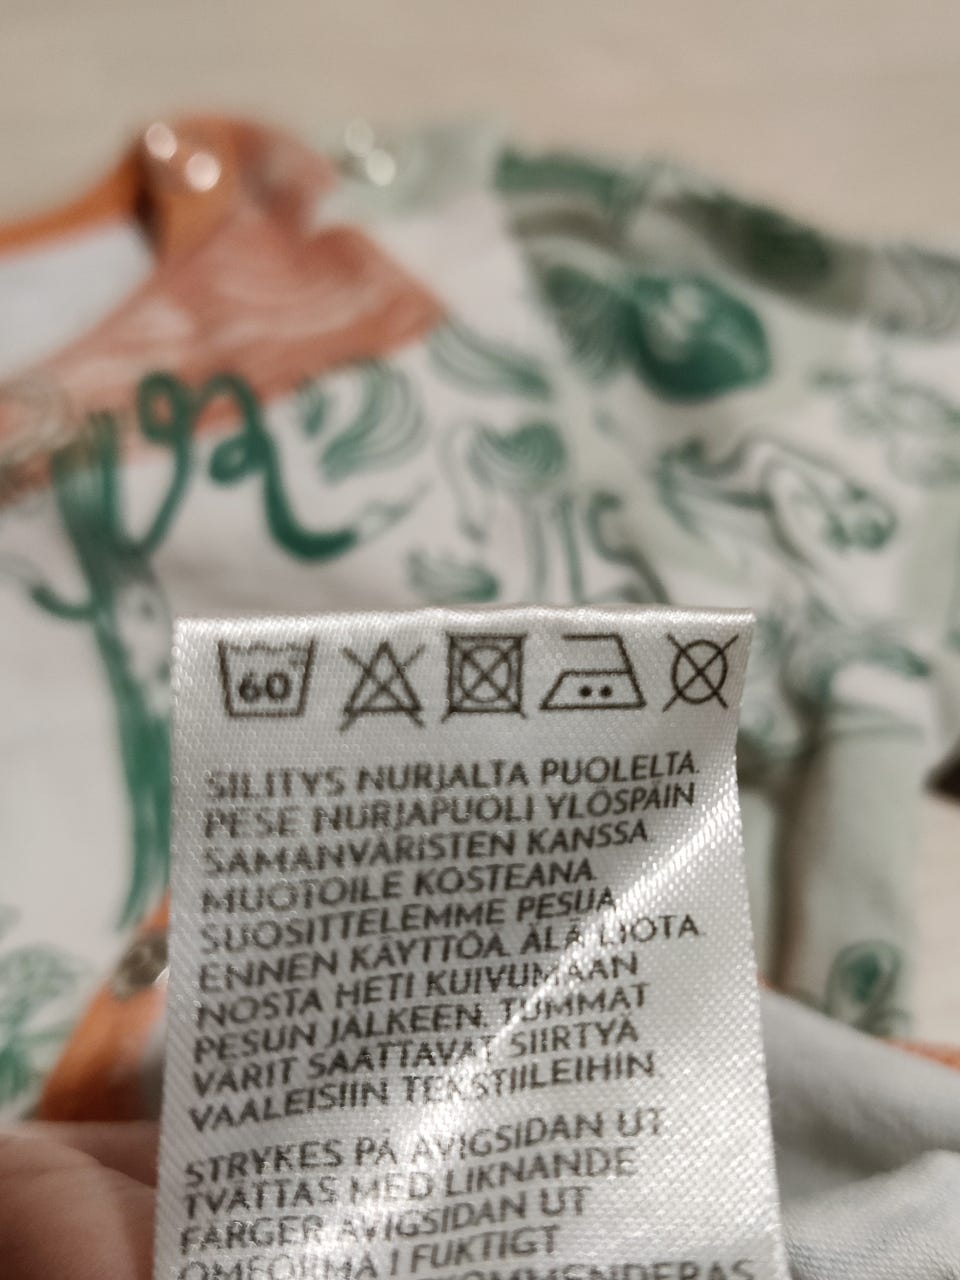 60
SILITYS NURJALTA PUOLELTA.
PESE NURJAPUOLI YLÖSPÄIN
SAMANVÄRISTEN KANSSA
MUOTOILE KOSTEANA.
SUOSITTELEMME PESUA
ENNEN KÄYTTÖÄ. ÄLÄ LIOTA
NOSTA HETI KUIVUMAAN
PESUN JÄLKEEN. TUMMAT
VÄRIT SAATTAVAT SIIRTYÄ
VAALEISIIN TEKSTIILEIHIN.
STRYKES PÅ AVIGSIDAN UT
TVÄTTAS MED LIKNANDE
FÄRGER AVIGSIDAN UT
OMFORMA I FUKTIGT